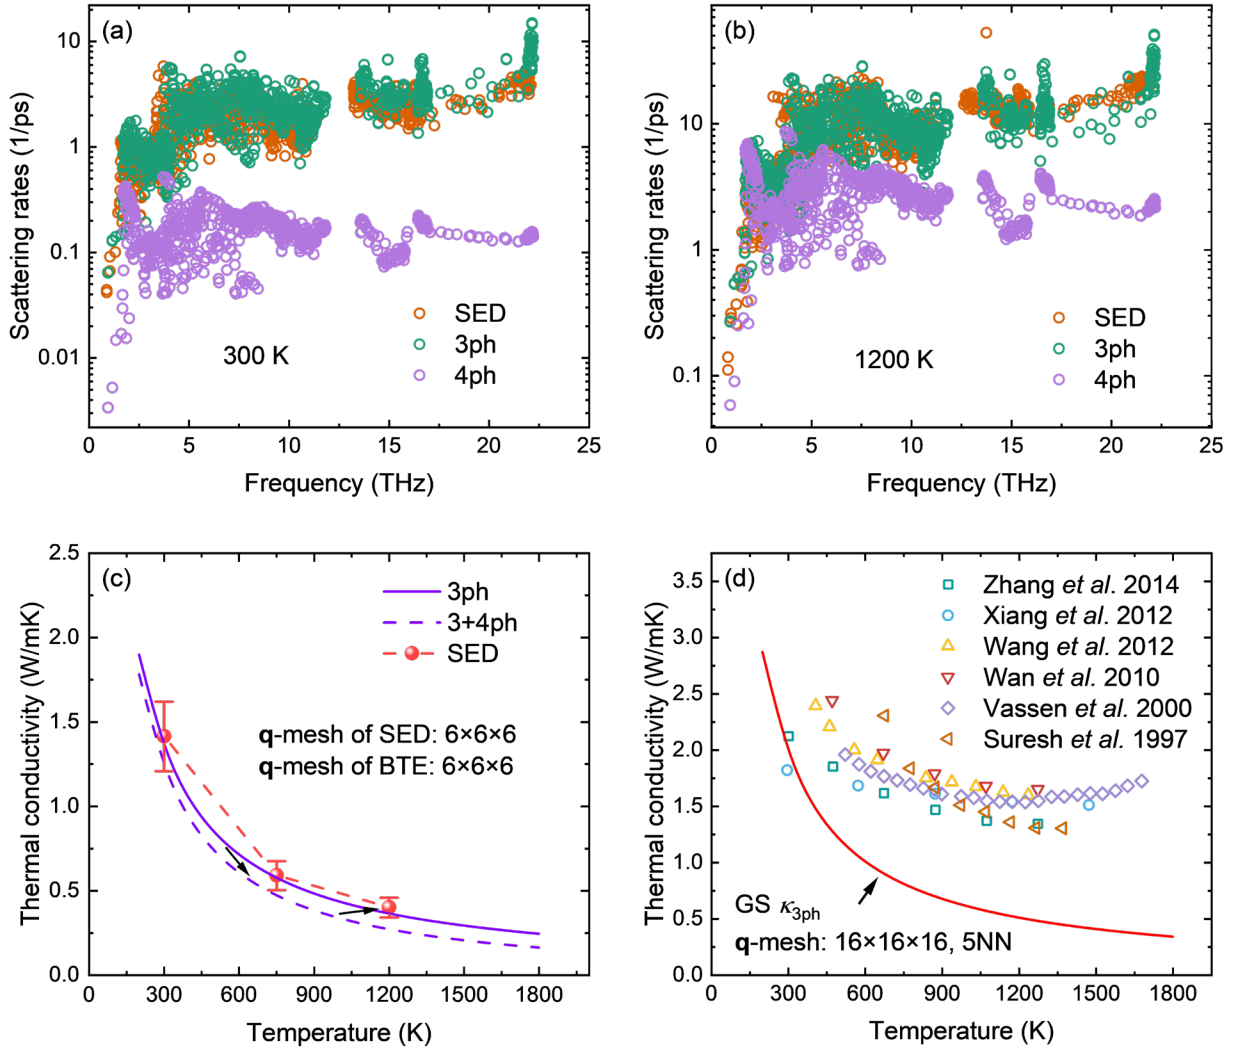 (a)
10
1
0.1
0.01
Scattering rates (1/ps)
SED
3ph
4ph
300 K
0 5 10 15 20 25
Frequency (THz)
(b)
10
1
0.1
Scattering rates (1/ps)
SED
3ph
4ph
1200 K
0 5 10 15 20 25
Frequency (THz)
(c)
2.5
2.0
1.5
1.0
0.5
0.0
Thermal conductivity (W/mK)
3ph
3+4ph
SED
q-mesh of SED: 6×6×6
q-mesh of BTE: 6×6×6
0 300 600 900 1200 1500 1800
Temperature (K)
(d)
3.5
3.0
2.5
2.0
1.5
1.0
0.5
0.0
Thermal conductivity (W/mK)
Zhang et al. 2014
Xiang et al. 2012
Wang et al. 2012
Wan et al. 2010
Vassen et al. 2000
Suresh et al. 1997
GS κ3ph
q-mesh: 16×16×16, 5NN
0 300 600 900 1200 1500 1800
Temperature (K)